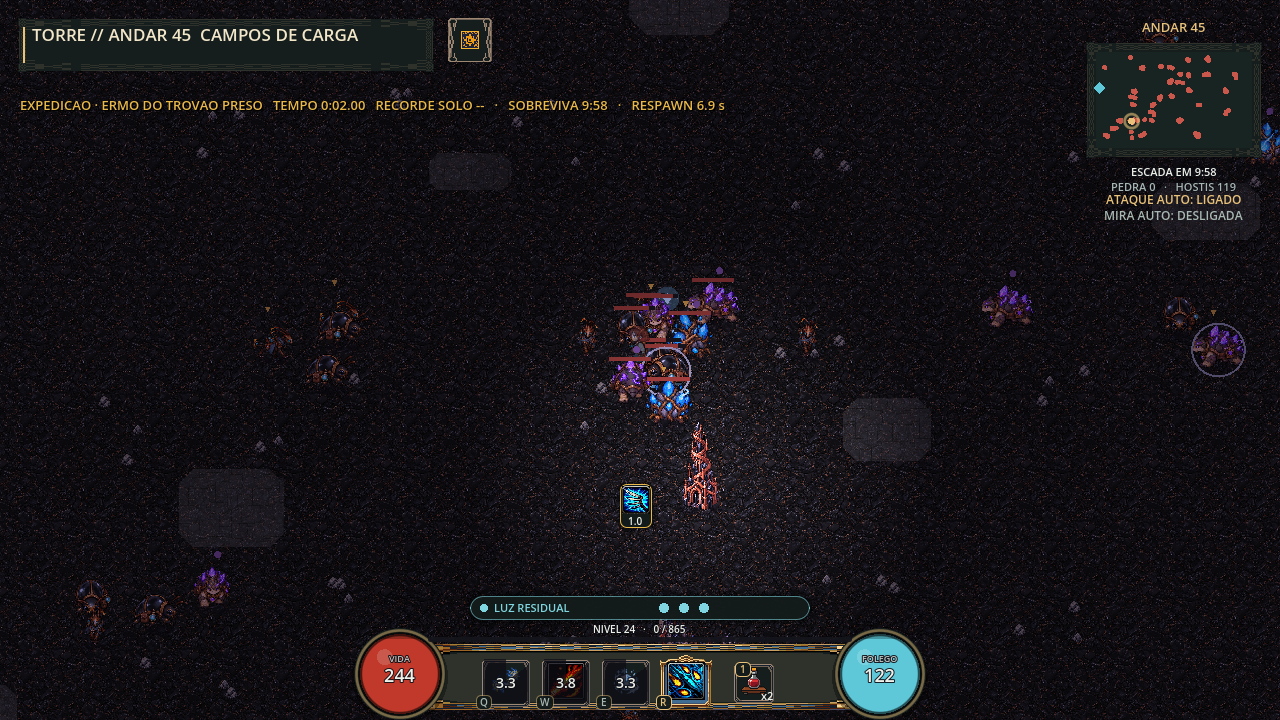 TORRE // ANDAR 45  CAMPOS DE CARGA
ANDAR 45
EXPEDICAO · ERMO DO TROVAO PRESO   TEMPO 0:02.00   RECORDE SOLO --   ·   SOBREVIVA 9:58   ·   RESPAWN 6.9 s
ESCADA EM 9:58
PEDRA 0   ·   HOSTIS 119
ATAQUE AUTO: LIGADO
MIRA AUTO: DESLIGADA
1.0
LUZ RESIDUAL
NIVEL 24   ·   0 / 865
VIDA
244
3.3
Q
3.8
W
3.3
E
R
1
x2
FOLEGO
122